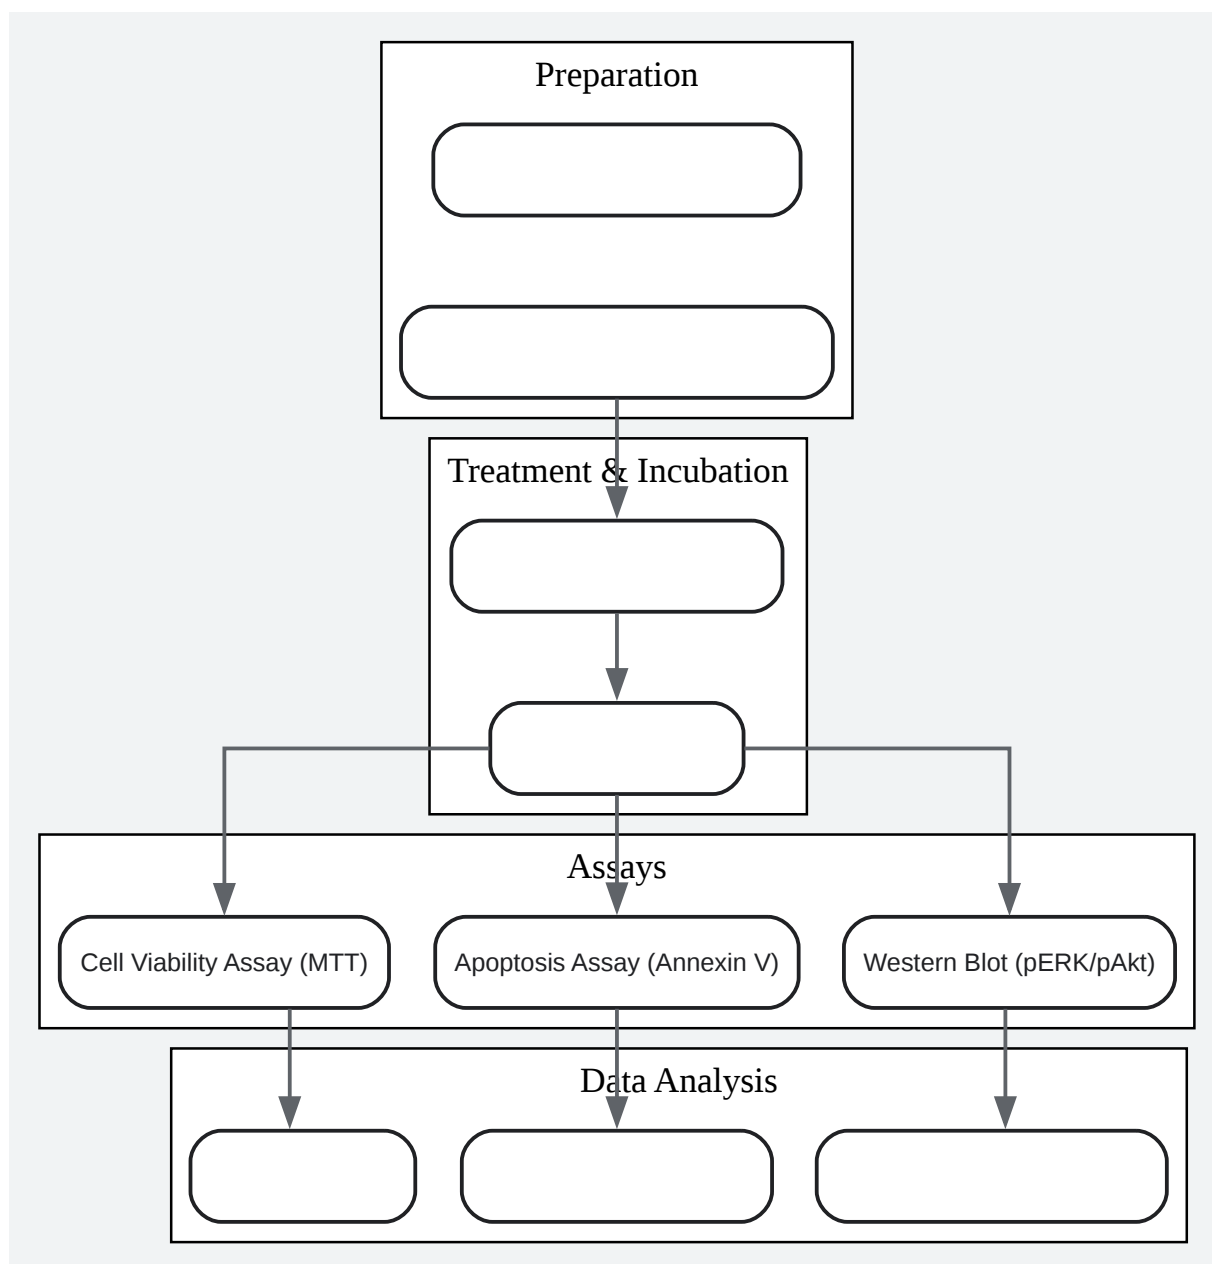 Preparation
Treatment & Incubation
Assays
Cell Viability Assay (MTT)
Apoptosis Assay (Annexin V)
Western Blot (pERK/pAkt)
Data Analysis